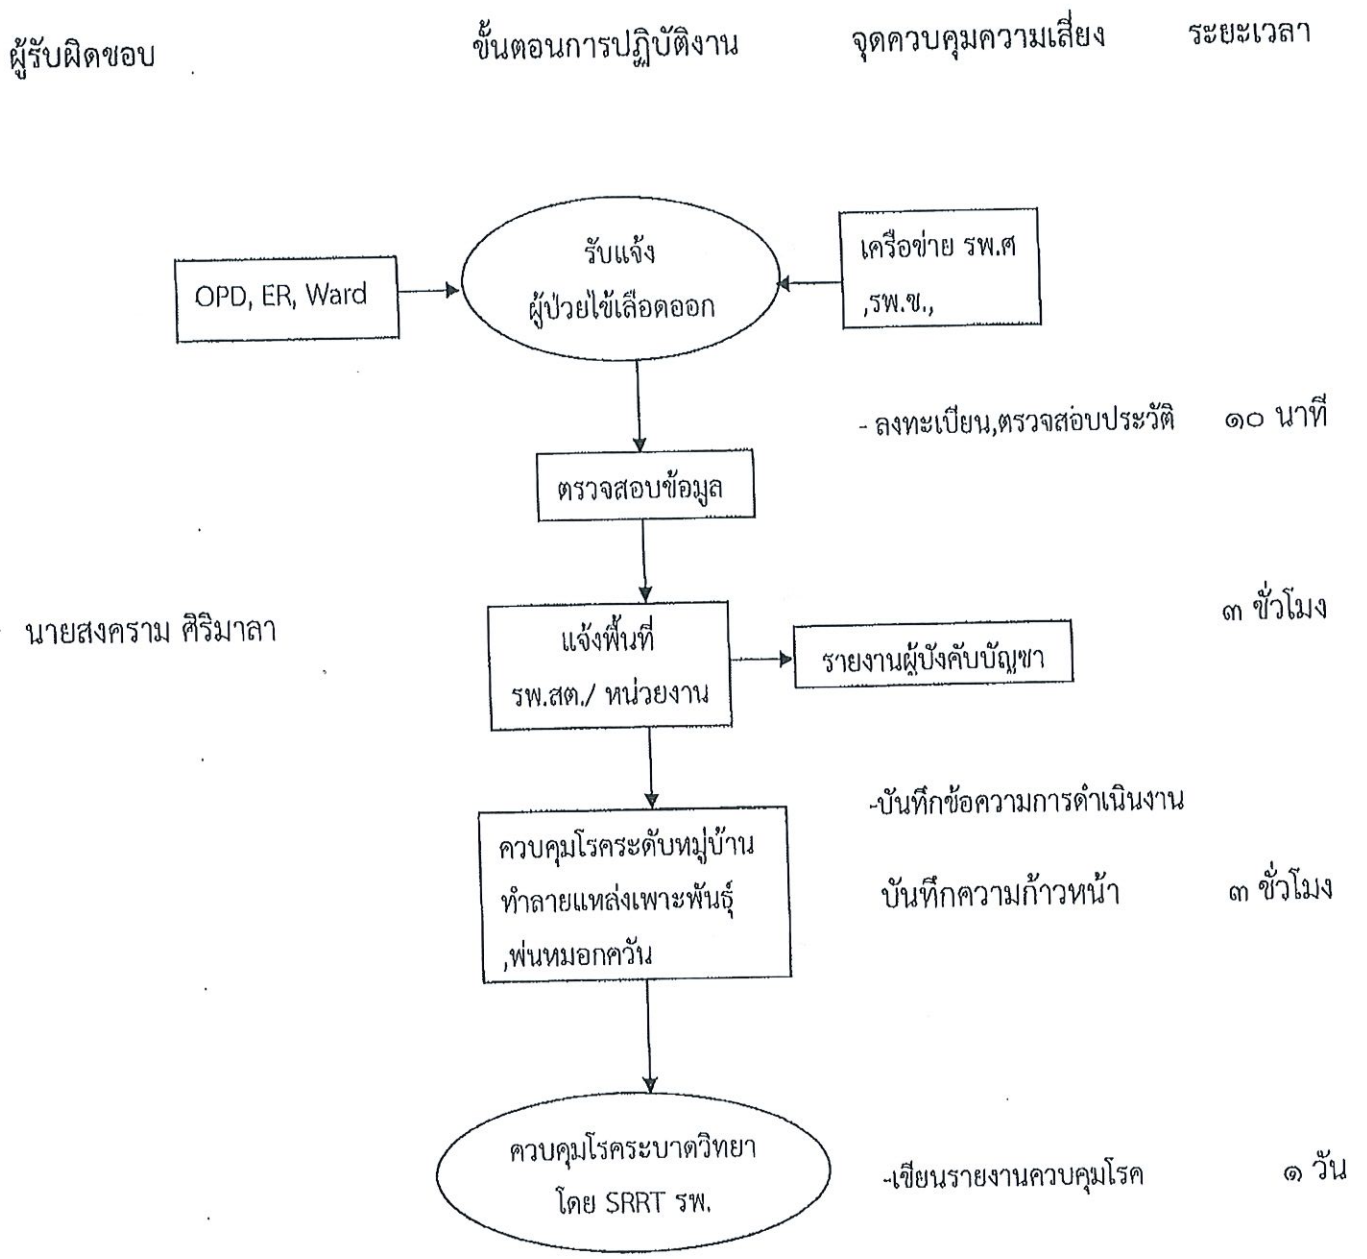 ผู้รับผิดชอบ ขั้นตอนการปฏิบัติงาน จุดควบคุมความเสี่ยง ระยะเวลา
รับแจ้ง
ผู้ป่วยไข้เลือดออก
OPD, ER, Ward
เครือข่าย รพ.ศ
,รพ.ช.,
- ลงทะเบียน,ตรวจสอบประวัติ ๑๐ นาที
ตรวจสอบข้อมูล
๓ ชั่วโมง
นายสงคราม ศิริมาลา
แจ้งพื้นที่
รพ.สต./ หน่วยงาน
รายงานผู้บังคับบัญชา
-บันทึกข้อความการดำเนินงาน
ควบคุมโรคระดับหมู่บ้าน
ทำลายแหล่งเพาะพันธุ์
,พ่นหมอกควัน
บันทึกความก้าวหน้า ๓ ชั่วโมง
ควบคุมโรคระบาดวิทยา
โดย SRRT รพ.
-เขียนรายงานควบคุมโรค ๑ วัน